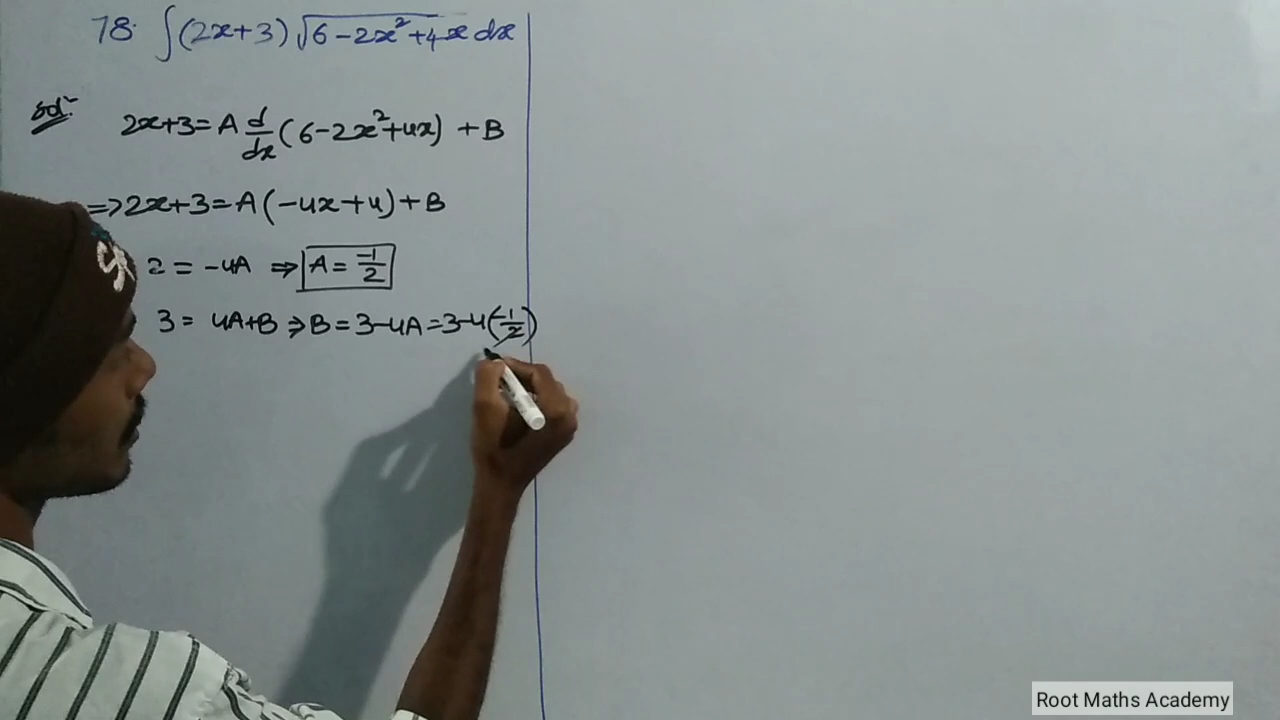 78. ∫(2x+3) √6-2x²+4x dx
Sol:
2x+3 = A d/dx (6-2x²+4x) + B
⇒ 2x+3 = A(-4x+4) + B
2 = -4A ⇒ A = -1/2
3 = 4A+B ⇒ B = 3-4A = 3-4(-1/2)
Root Maths Academy